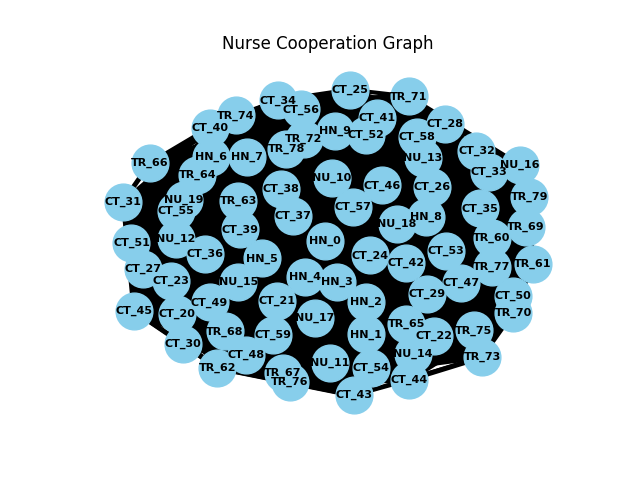 Nurse Cooperation Graph
CT_25
TR_71
CT_34
CT_56
TR_74
CT_41
CT_28
CT_40
HN_9
CT_52
CT_58
TR_72
TR_78
CT_32
HN_6
HN_7
NU_13
TR_66
NU_16
CT_33
TR_64
NU_10
CT_46
CT_26
CT_38
TR_79
CT_31
NU_19
TR_63
CT_55
CT_57
CT_35
CT_37
HN_8
NU_18
TR_69
CT_39
NU_12
HN_0
TR_60
CT_51
CT_36
CT_53
HN_5
CT_24
CT_42
TR_61
TR_77
CT_27
CT_23
NU_15
HN_4
HN_3
CT_47
CT_29
CT_50
CT_49
CT_21
HN_2
CT_45
CT_20
NU_17
TR_70
TR_65
TR_68
CT_59
HN_1
CT_22
TR_75
CT_30
CT_48
NU_14
TR_73
NU_11
TR_62
CT_54
TR_67
TR_76
CT_44
CT_43